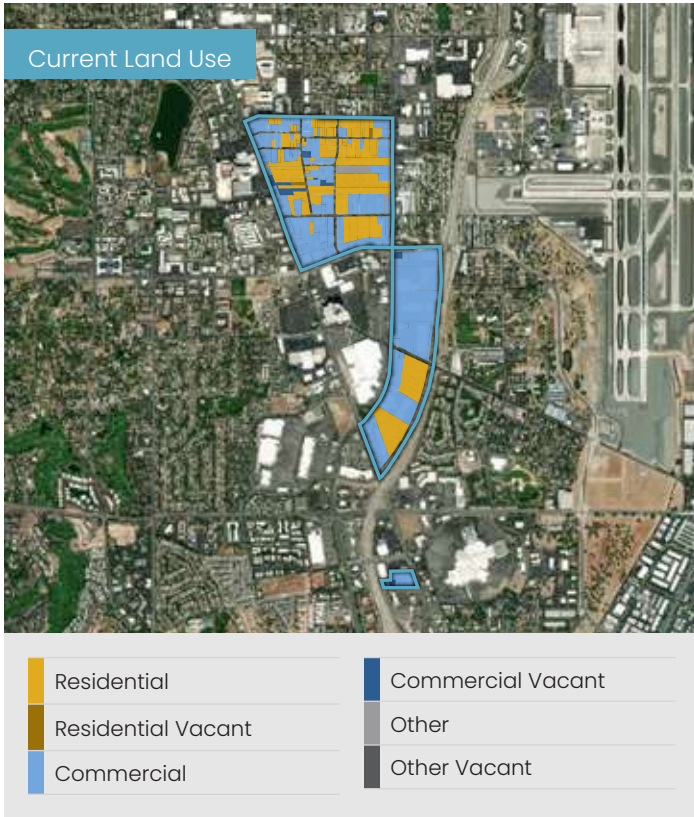 Current Land Use
Residential
Residential Vacant
Commercial
Commercial Vacant
Other
Other Vacant